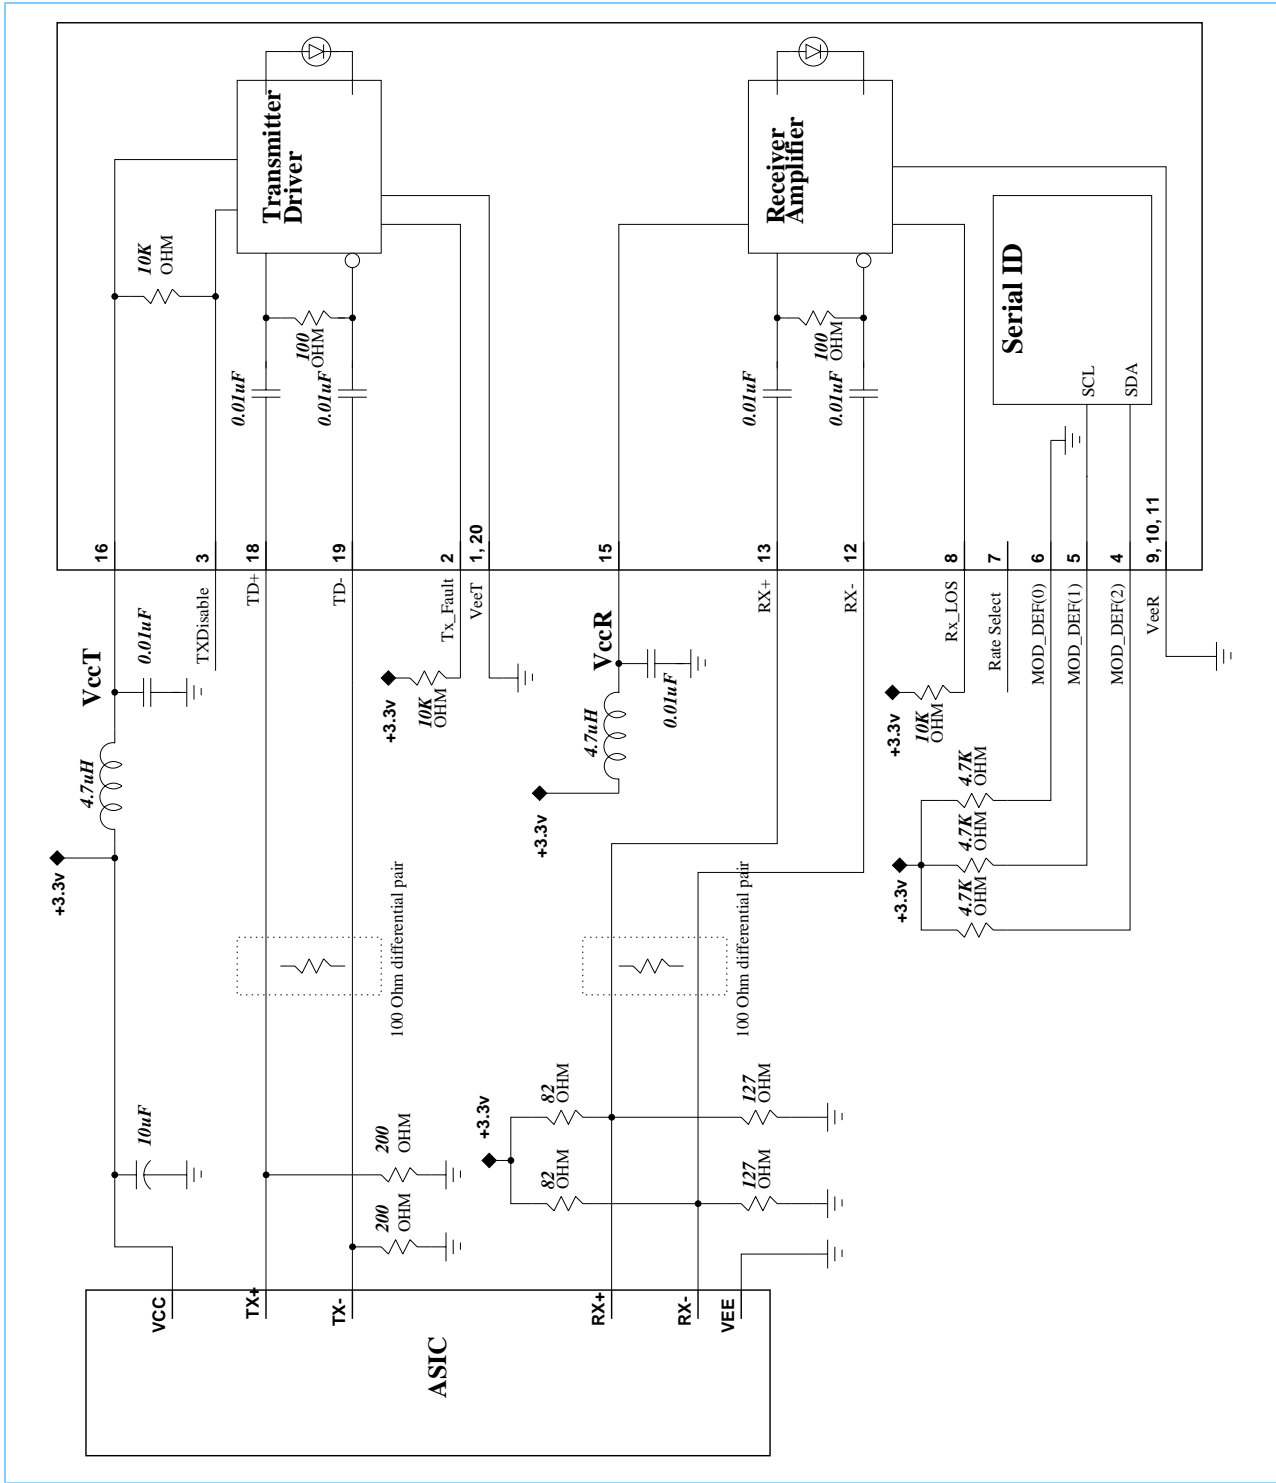 Transmitter
Driver
10K
OHM
100
OHM
0.01uF
0.01uF
Receiver
Amplifier
100
OHM
0.01uF
0.01uF
Serial ID
SCL
SDA
16
3
18
19
2
1, 20
15
13
12
8
7
6
5
4
9, 10, 11
VccT
0.01uF
TXDisable
TD+
TD-
Tx_Fault
VeeT
VccR
RX+
RX-
Rx_LOS
Rate Select
MOD_DEF(0)
MOD_DEF(1)
MOD_DEF(2)
VeeR
4.7uH
+3.3v
+3.3v
10K
OHM
4.7uH
0.01uF
+3.3v
+3.3v
10K
OHM
4.7K
OHM
4.7K
OHM
4.7K
OHM
+3.3v
100 Ohm differential pair
100 Ohm differential pair
10uF
200
OHM
200
OHM
+3.3v
82
OHM
82
OHM
127
OHM
127
OHM
VCC
TX+
TX-
RX+
RX-
VEE
ASIC